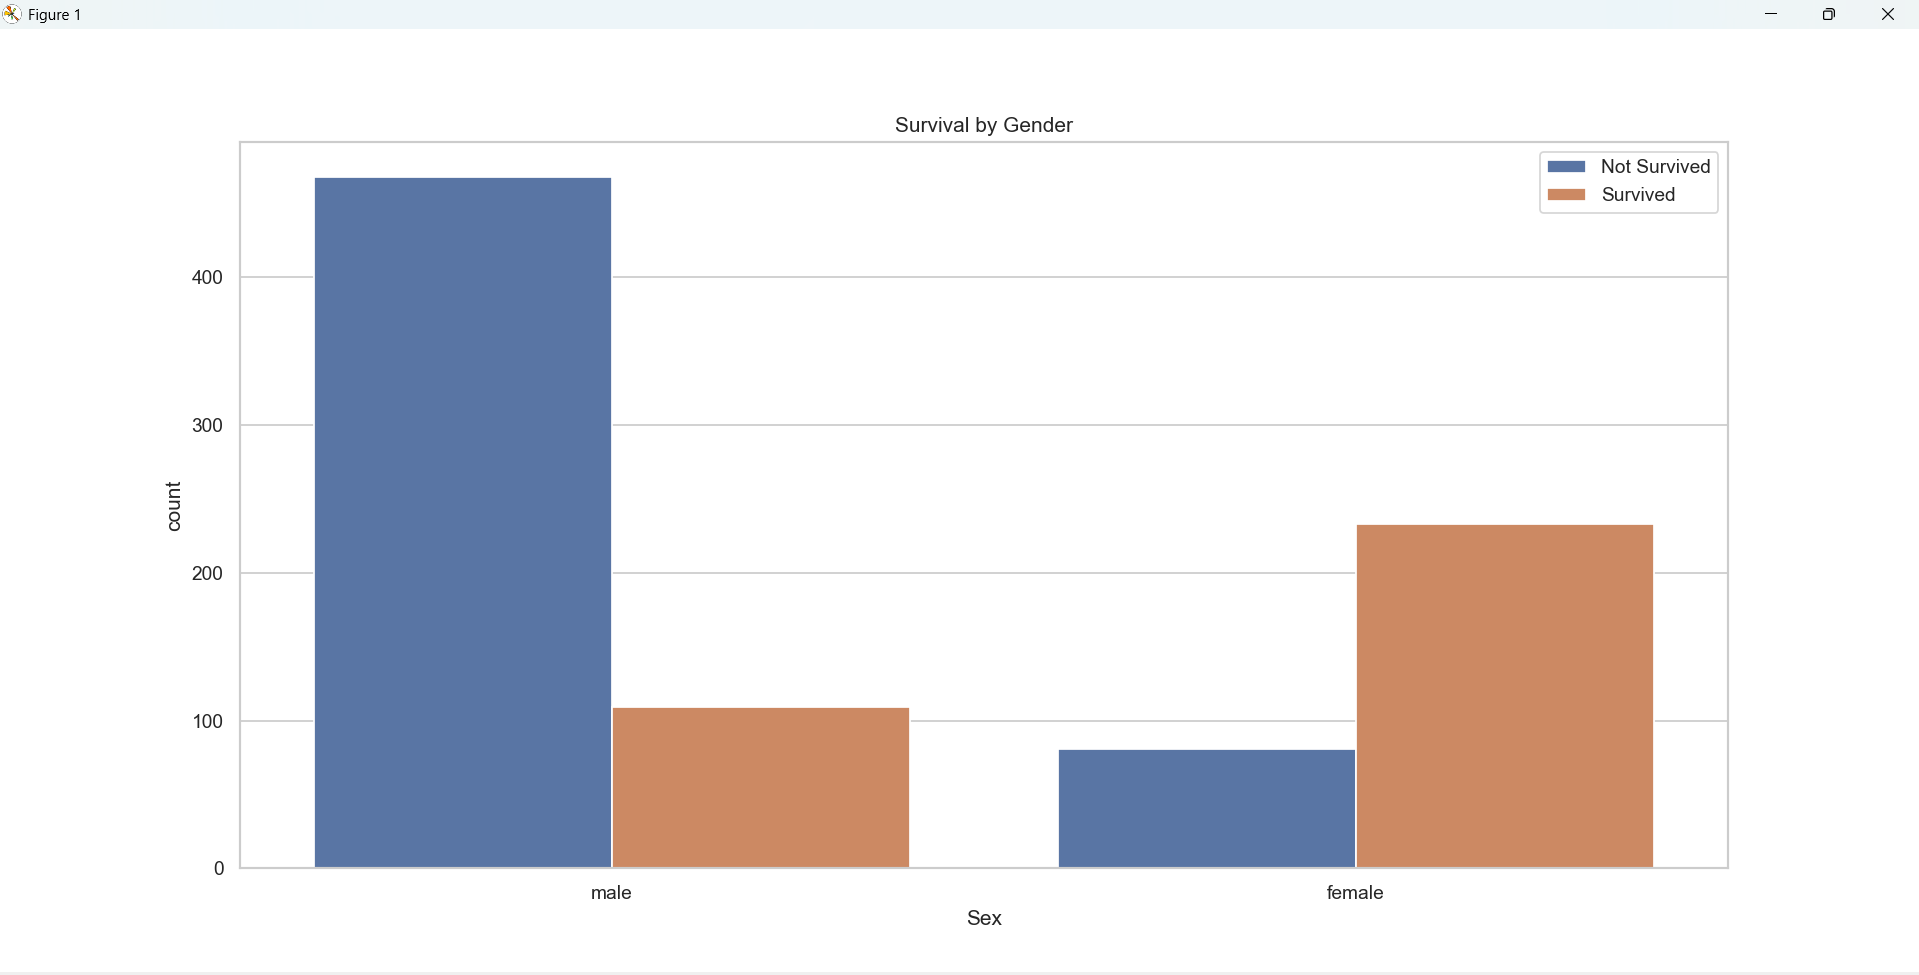 Figure 1
Survival by Gender
Not Survived
Survived
400
300
200
100
0
count
male
female
Sex